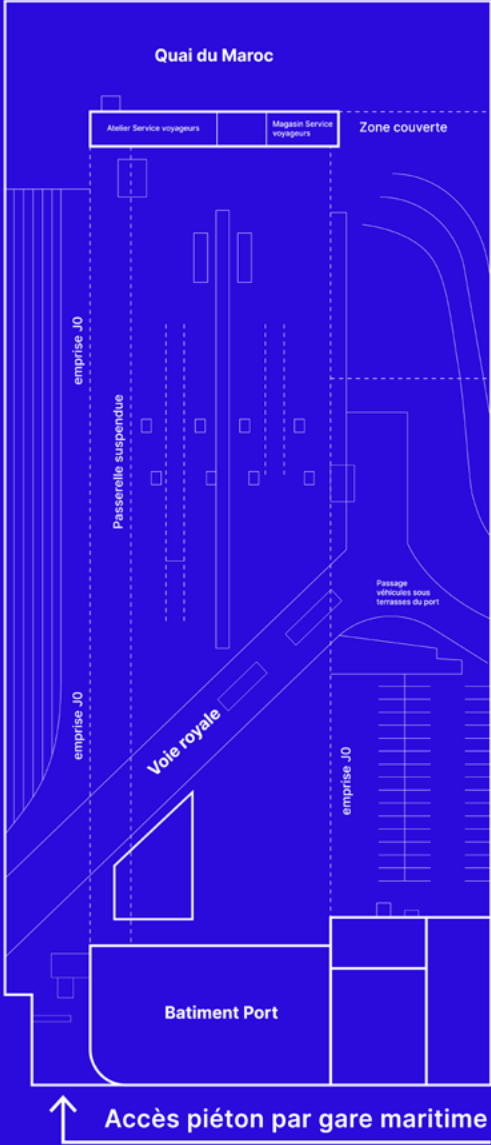 Quai du Maroc
Atelier Service voyageurs
Magasin Service
voyageurs
Zone couverte
emprise J0
Passerelle suspendue
Passage
véhicules sous
terrasses du port
emprise J0
Voie royale
emprise J0
Batiment Port
Accès piéton par gare maritime